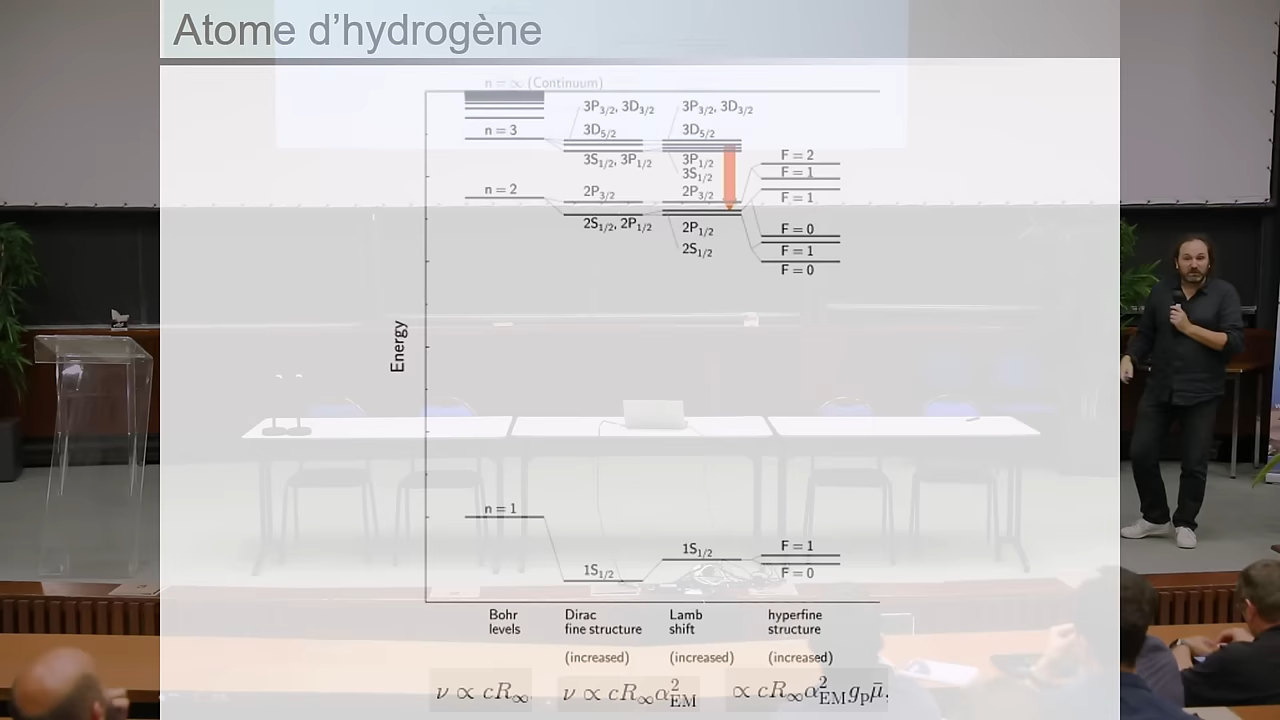 Atome d'hydrogène
n = ∞ (Continuum)
3P3/2, 3D3/2
3P3/2, 3D3/2
n = 3
3D5/2
3D5/2
3S1/2, 3P1/2
3P1/2
3S1/2
F = 2
F = 1
n = 2
2P3/2
2P3/2
F = 1
2S1/2, 2P1/2
2P1/2
F = 0
2S1/2
F = 1
F = 0
Energy
n = 1
1S1/2
1S1/2
F = 1
F = 0
Bohr levels
Dirac fine structure
(increased)
Lamb shift
(increased)
hyperfine structure
(increased)
ν ∝ cR∞
ν ∝ cR∞α²EM
∝ cR∞α²EM gp μ̄.